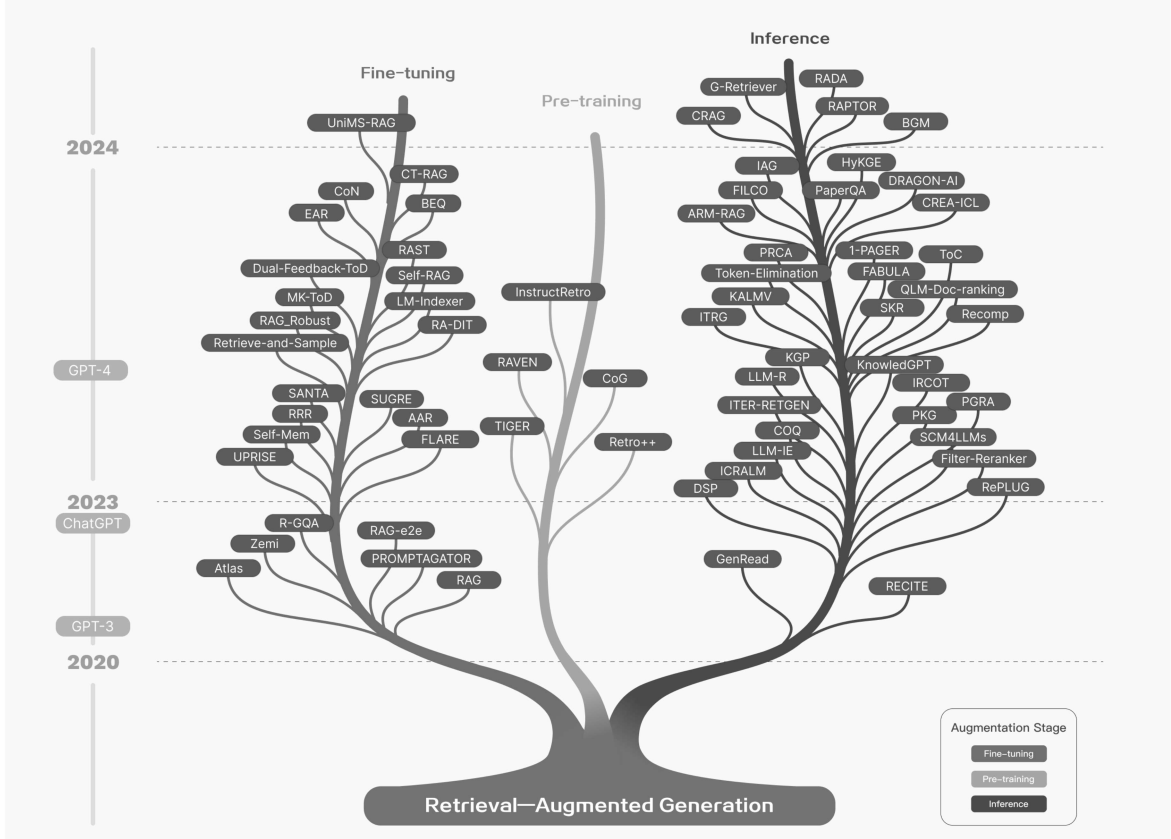 Inference
Fine-tuning
Pre-training
G-Retriever
RADA
RAPTOR
CRAG
BGM
UniMS-RAG
2024
CT-RAG
CoN
BEQ
EAR
IAG
HyKGE
FILCO
PaperQA
DRAGON-AI
ARM-RAG
CREA-ICL
RAST
Dual-Feedback-ToD
Self-RAG
MK-ToD
LM-Indexer
RAG_Robust
RA-DIT
Retrieve-and-Sample
InstructRetro
PRCA
1-PAGER
ToC
Token-Elimination
FABULA
KALMV
QLM-Doc-ranking
SKR
ITRG
Recomp
GPT-4
RAVEN
CoG
KGP
KnowledGPT
LLM-R
IRCOT
SANTA
SUGRE
ITER-RETGEN
PGRA
RRR
AAR
PKG
Self-Mem
FLARE
TIGER
Retro++
COQ
SCM4LLMs
UPRISE
LLM-IE
Filter-Reranker
ICRALM
DSP
RePLUG
2023
ChatGPT
R-GQA
RAG-e2e
Zemi
PROMPTAGATOR
Atlas
RAG
GenRead
RECITE
GPT-3
2020
Augmentation Stage
Fine-tuning
Pre-training
Inference
Retrieval—Augmented Generation